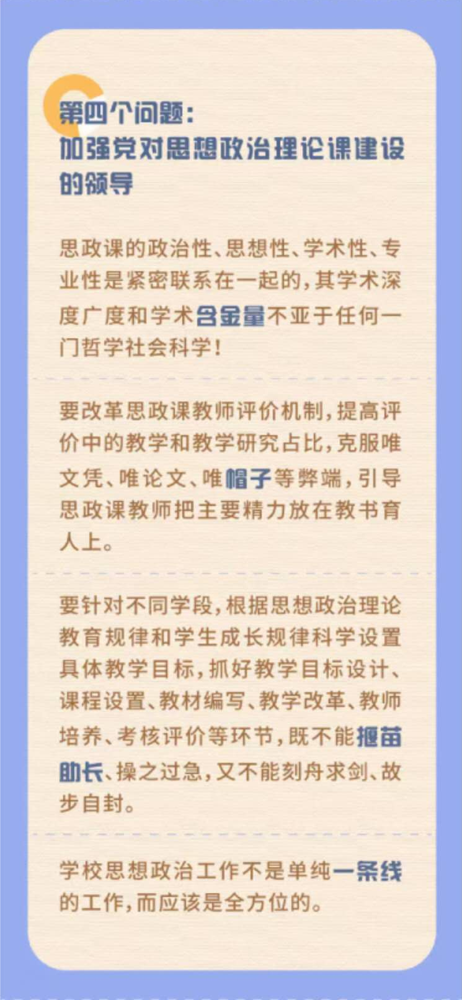 第四个问题：
加强党对思想政治理论课建设
的领导
思政课的政治性、思想性、学术性、专
业性是紧密联系在一起的，其学术深
度广度和学术含金量不亚于任何一
门哲学社会科学！
要改革思政课教师评价机制，提高评
价中的教学和教学研究占比，克服唯
文凭、唯论文、唯帽子等弊端，引导
思政课教师把主要精力放在教书育
人上。
要针对不同学段，根据思想政治理论
教育规律和学生成长规律科学设置
具体教学目标，抓好教学目标设计、
课程设置、教材编写、教学改革、教师
培养、考核评价等环节，既不能揠苗
助长、操之过急，又不能刻舟求剑、故
步自封。
学校思想政治工作不是单纯一条线
的工作，而应该是全方位的。